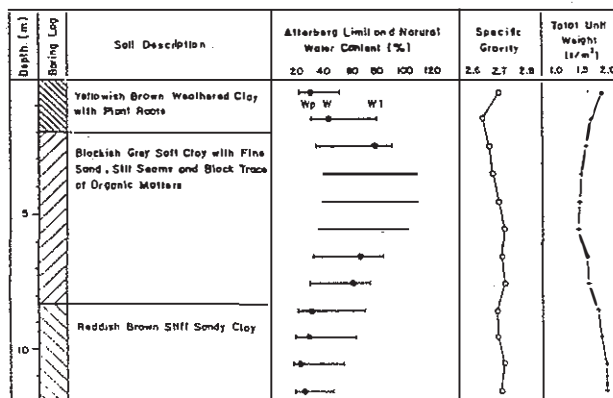 Depth. (m)
Boring Log
Soil Description
Atterberg Limit and Natural
Water Content (%)
20 40 60 80 100 120
Specific
Gravity
2.6 2.7 2.8
Total Unit
Weight
(t/m³)
1.0 1.5 2.0
Yellowish Brown Weathered Clay
with Plant Roots
Wp W Wl
Blackish Grey Soft Clay with Fine
Sand, Silt Seams and Black Trace
of Organic Matters
5
Reddish Brown Stiff Sandy Clay
10